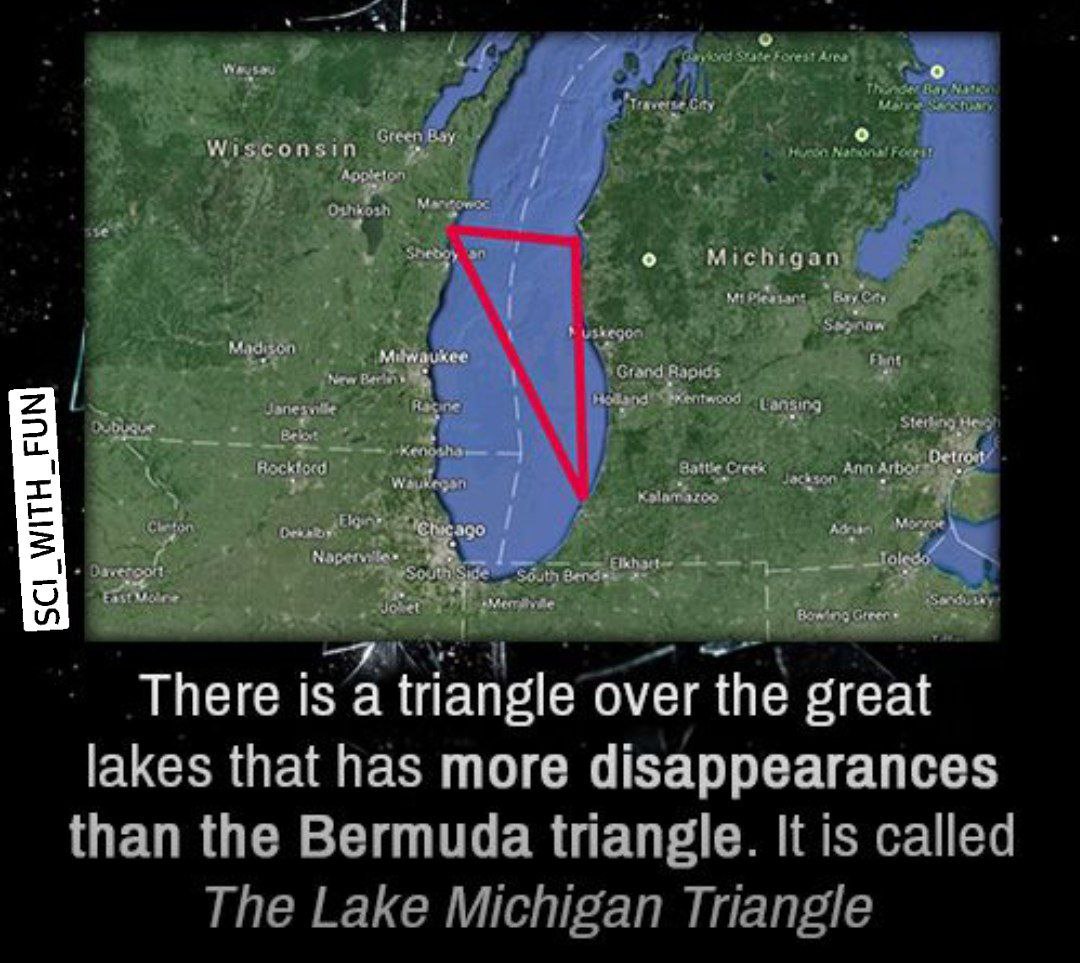 Gaylord State Forest Area
Wausau
Thunder Bay Nation
Marine Sanctuary
Traverse City
Green Bay
Wisconsin
Huron National Forest
Appleton
Oshkosh
Manitowoc
sse
Sheboygan
Michigan
Mt Pleasant
Bay City
Saginaw
Muskegon
Madison
Milwaukee
Flint
New Berlin
Grand Rapids
Holland
Kentwood
Janesville
Racine
Lansing
Dubuque
Beloit
Sterling Heigh
Kenosha
Detroit
Rockford
Battle Creek
Ann Arbor
Waukegan
Jackson
Kalamazoo
Elgin
Clinton
Dekalb
Chicago
Adrian
Monroe
Naperville
Toledo
Elkhart
Davenport
South Side
South Bend
East Moline
Joliet
Merrillville
Sandusky
Bowling Green
SCI_WITH_FUN
There is a triangle over the great
lakes that has more disappearances
than the Bermuda triangle. It is called
The Lake Michigan Triangle